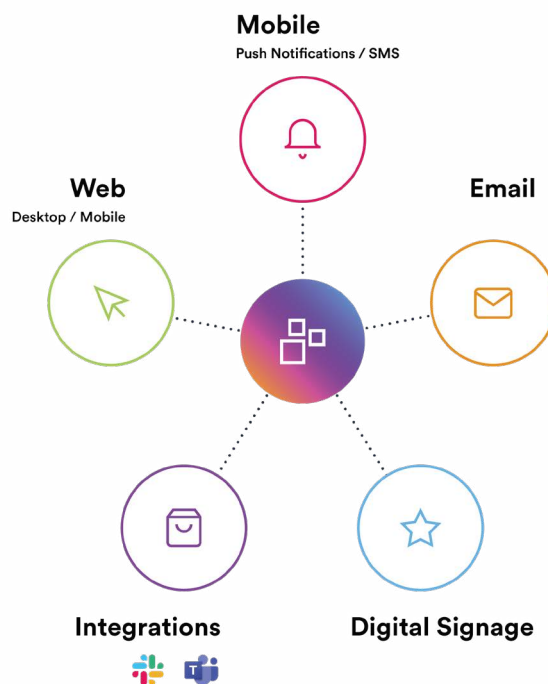 Mobile
Push Notifications / SMS
Web
Desktop / Mobile
Email
Integrations
Digital Signage
T